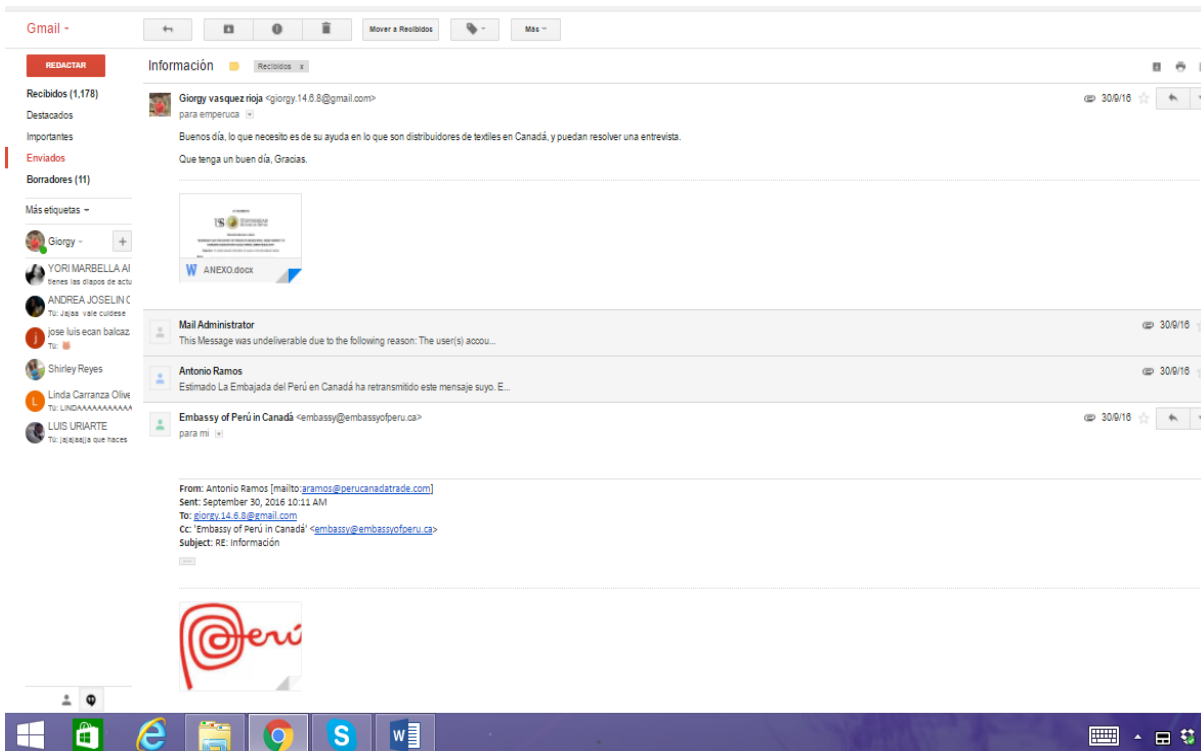 Gmail -
Mover a Recibidos
Más -
REDACTAR
Información
Recibidos x
Recibidos (1,178)
Destacados
Importantes
Enviados
Borradores (11)
Más etiquetas -
Giorgy -
+
YORI MARBELLA AI
tienes las diapos de actu
ANDREA JOSELIN C
Tú: Jajaa vale cuidese
j
jose luis ecan balcaz
Tú:
Shirley Reyes
L
Linda Carranza Olive
Tú: LINDAAAAAAAAAAA
LUIS URIARTE
Tú: jajajaajja que haces
Giorgy vasquez rioja <giorgy.14.6.8@gmail.com>
30/9/16
para emperuca
Buenos día, lo que necesito es de su ayuda en lo que son distribuidores de textiles en Canadá, y puedan resolver una entrevista.
Que tenga un buen día, Gracias.
W ANEXO.docx
Mail Administrator
30/9/16
This Message was undeliverable due to the following reason: The user(s) accou...
Antonio Ramos
30/9/16
Estimado La Embajada del Perú en Canadá ha retransmitido este mensaje suyo. E...
Embassy of Perú in Canadá <embassy@embassyofperu.ca>
30/9/16
para mi
From: Antonio Ramos [mailto:aramos@perucanadatrade.com]
Sent: September 30, 2016 10:11 AM
To: giorgy.14.6.8@gmail.com
Cc: 'Embassy of Perú in Canadá' <embassy@embassyofperu.ca>
Subject: RE: Información
Perú